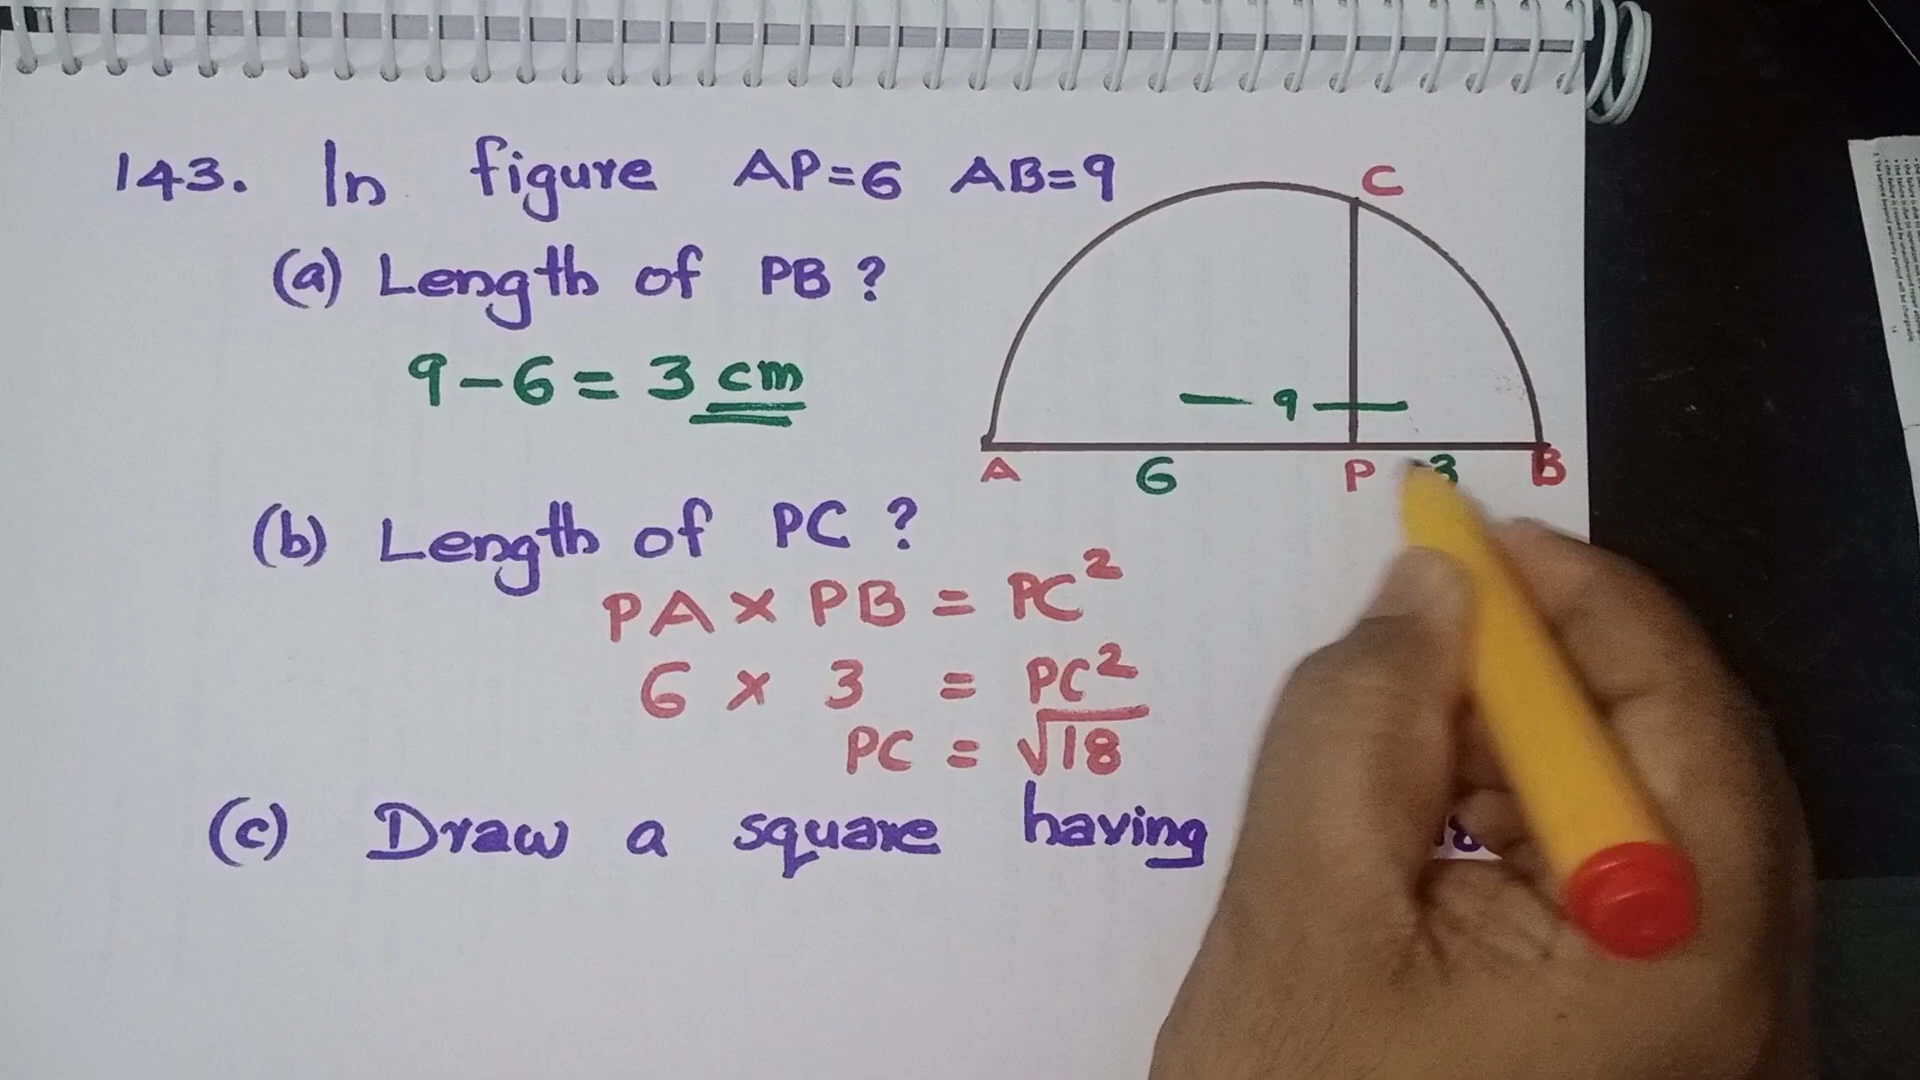 143. In figure AP=6 AB=9
(a) Length of PB ?
9-6= 3 cm
C
9
A 6 P 3 B
(b) Length of PC ?
PA × PB = PC²
6 × 3 = PC²
PC = √18
(c) Draw a square having